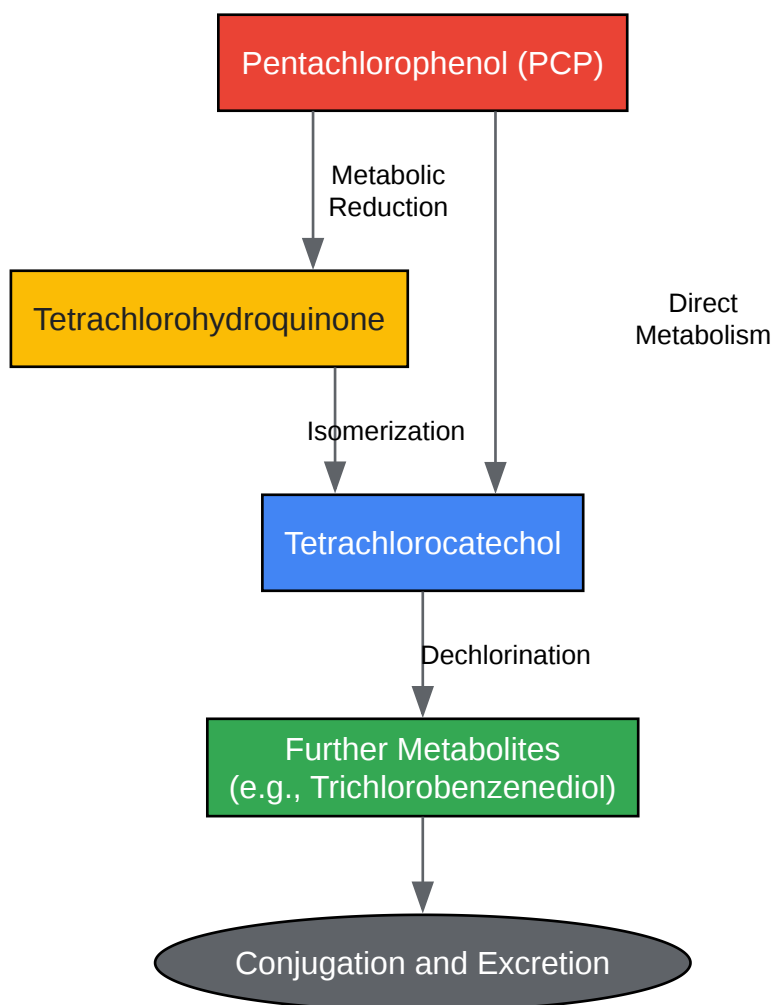 Pentachlorophenol (PCP)
Metabolic
Reduction
Tetrachlorohydroquinone
Direct
Metabolism
Isomerization
Tetrachlorocatechol
Dechlorination
Further Metabolites
(e.g., Trichlorobenzenediol)
Conjugation and Excretion